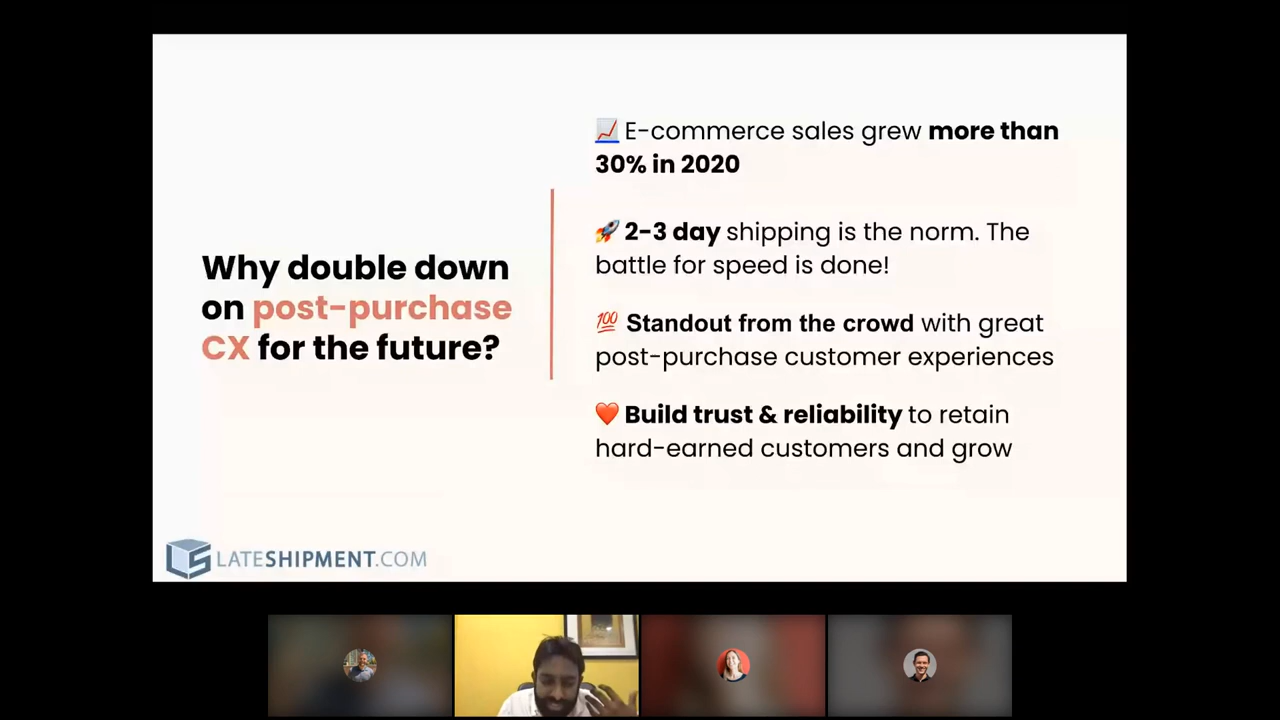 Why double down
on post-purchase
CX for the future?
📈 E-commerce sales grew more than
30% in 2020
🚀 2-3 day shipping is the norm. The
battle for speed is done!
💯 Standout from the crowd with great
post-purchase customer experiences
❤️ Build trust & reliability to retain
hard-earned customers and grow
LATESHIPMENT.COM